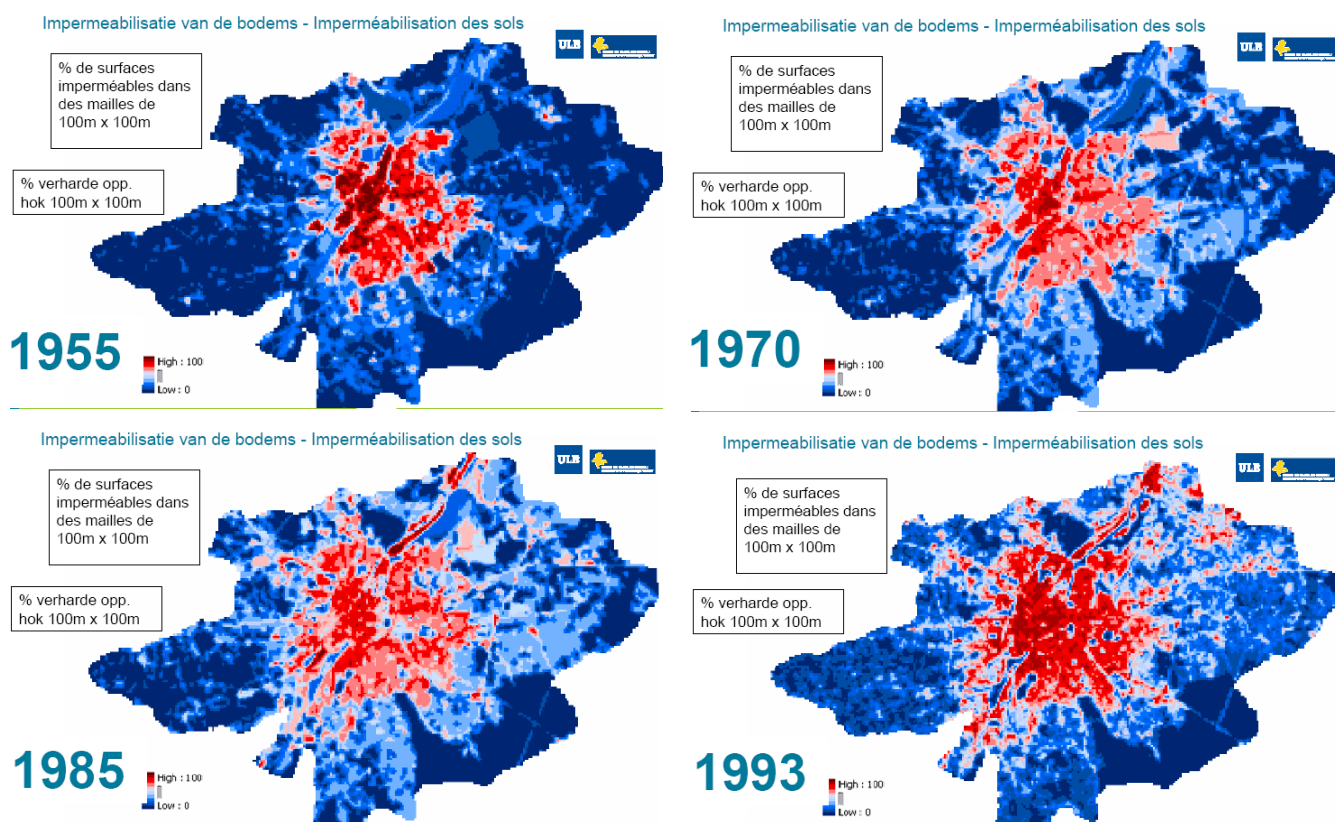 Impermeabilisatie van de bodems - Imperméabilisation des sols
ULB
% de surfaces
imperméables dans
des mailles de
100m x 100m
% verharde opp.
hok 100m x 100m
1955
High : 100
Low : 0
Impermeabilisatie van de bodems - Imperméabilisation des sols
ULB
% de surfaces
imperméables dans
des mailles de
100m x 100m
% verharde opp.
hok 100m x 100m
1970
High : 100
Low : 0
Impermeabilisatie van de bodems - Imperméabilisation des sols
ULB
% de surfaces
imperméables dans
des mailles de
100m x 100m
% verharde opp.
hok 100m x 100m
1985
High : 100
Low : 0
Impermeabilisatie van de bodems - Imperméabilisation des sols
ULB
% de surfaces
imperméables dans
des mailles de
100m x 100m
% verharde opp.
hok 100m x 100m
1993
High : 100
Low : 0